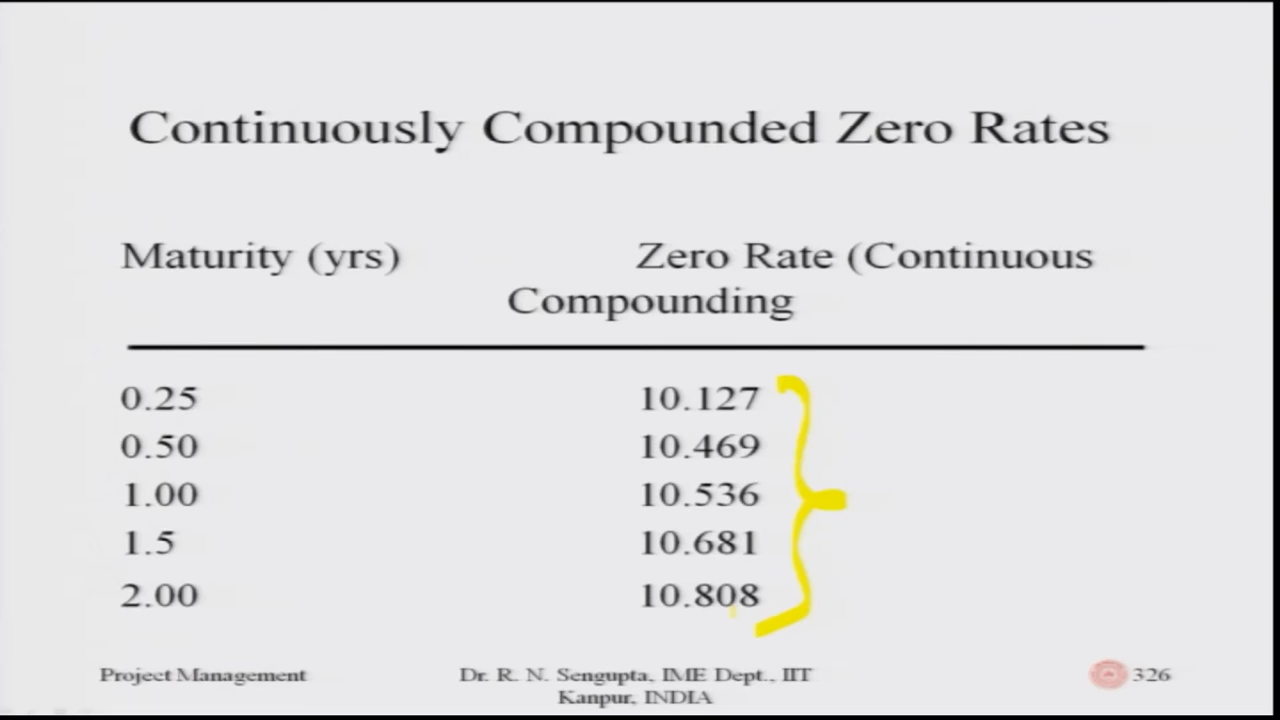 Continuously Compounded Zero Rates
Maturity (yrs) Zero Rate (Continuous
Compounding
0.25 10.127
0.50 10.469
1.00 10.536
1.5 10.681
2.00 10.808
Project Management Dr. R. N. Sengupta, IME Dept., IIT Kanpur, INDIA 326